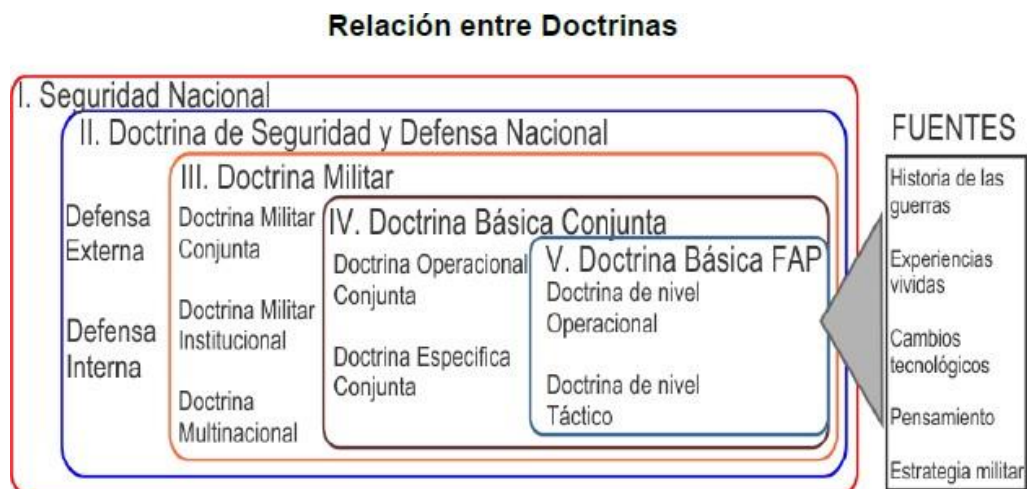 Relación entre Doctrinas
I. Seguridad Nacional
II. Doctrina de Seguridad y Defensa Nacional
III. Doctrina Militar
Defensa
Externa
Defensa
Interna
Doctrina Militar
Conjunta
Doctrina Militar
Institucional
Doctrina
Multinacional
IV. Doctrina Básica Conjunta
Doctrina Operacional
Conjunta
Doctrina Especifica
Conjunta
V. Doctrina Básica FAP
Doctrina de nivel
Operacional
Doctrina de nivel
Táctico
FUENTES
Historia de las
guerras
Experiencias
vividas
Cambios
tecnológicos
Pensamiento
Estrategia militar